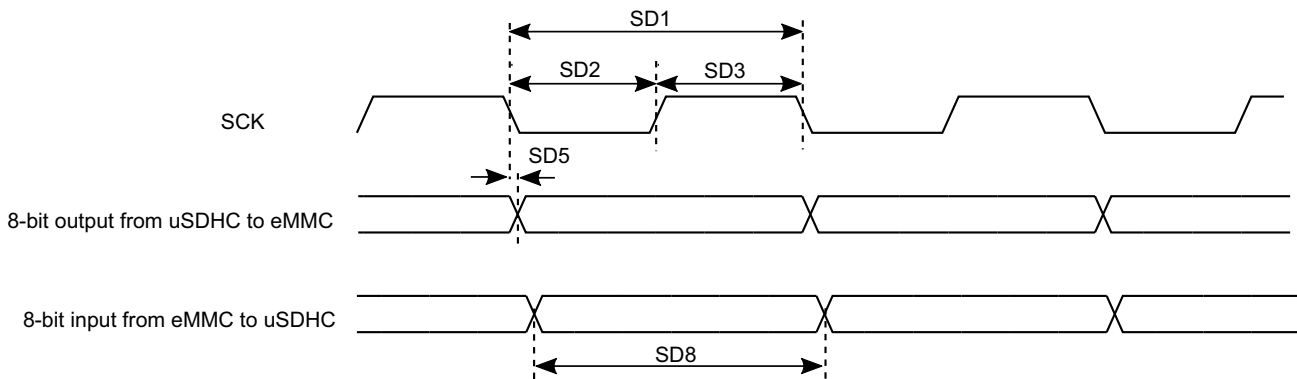 SD1
SD2
SD3
SCK
SD5
8-bit output from uSDHC to eMMC
8-bit input from eMMC to uSDHC
SD8